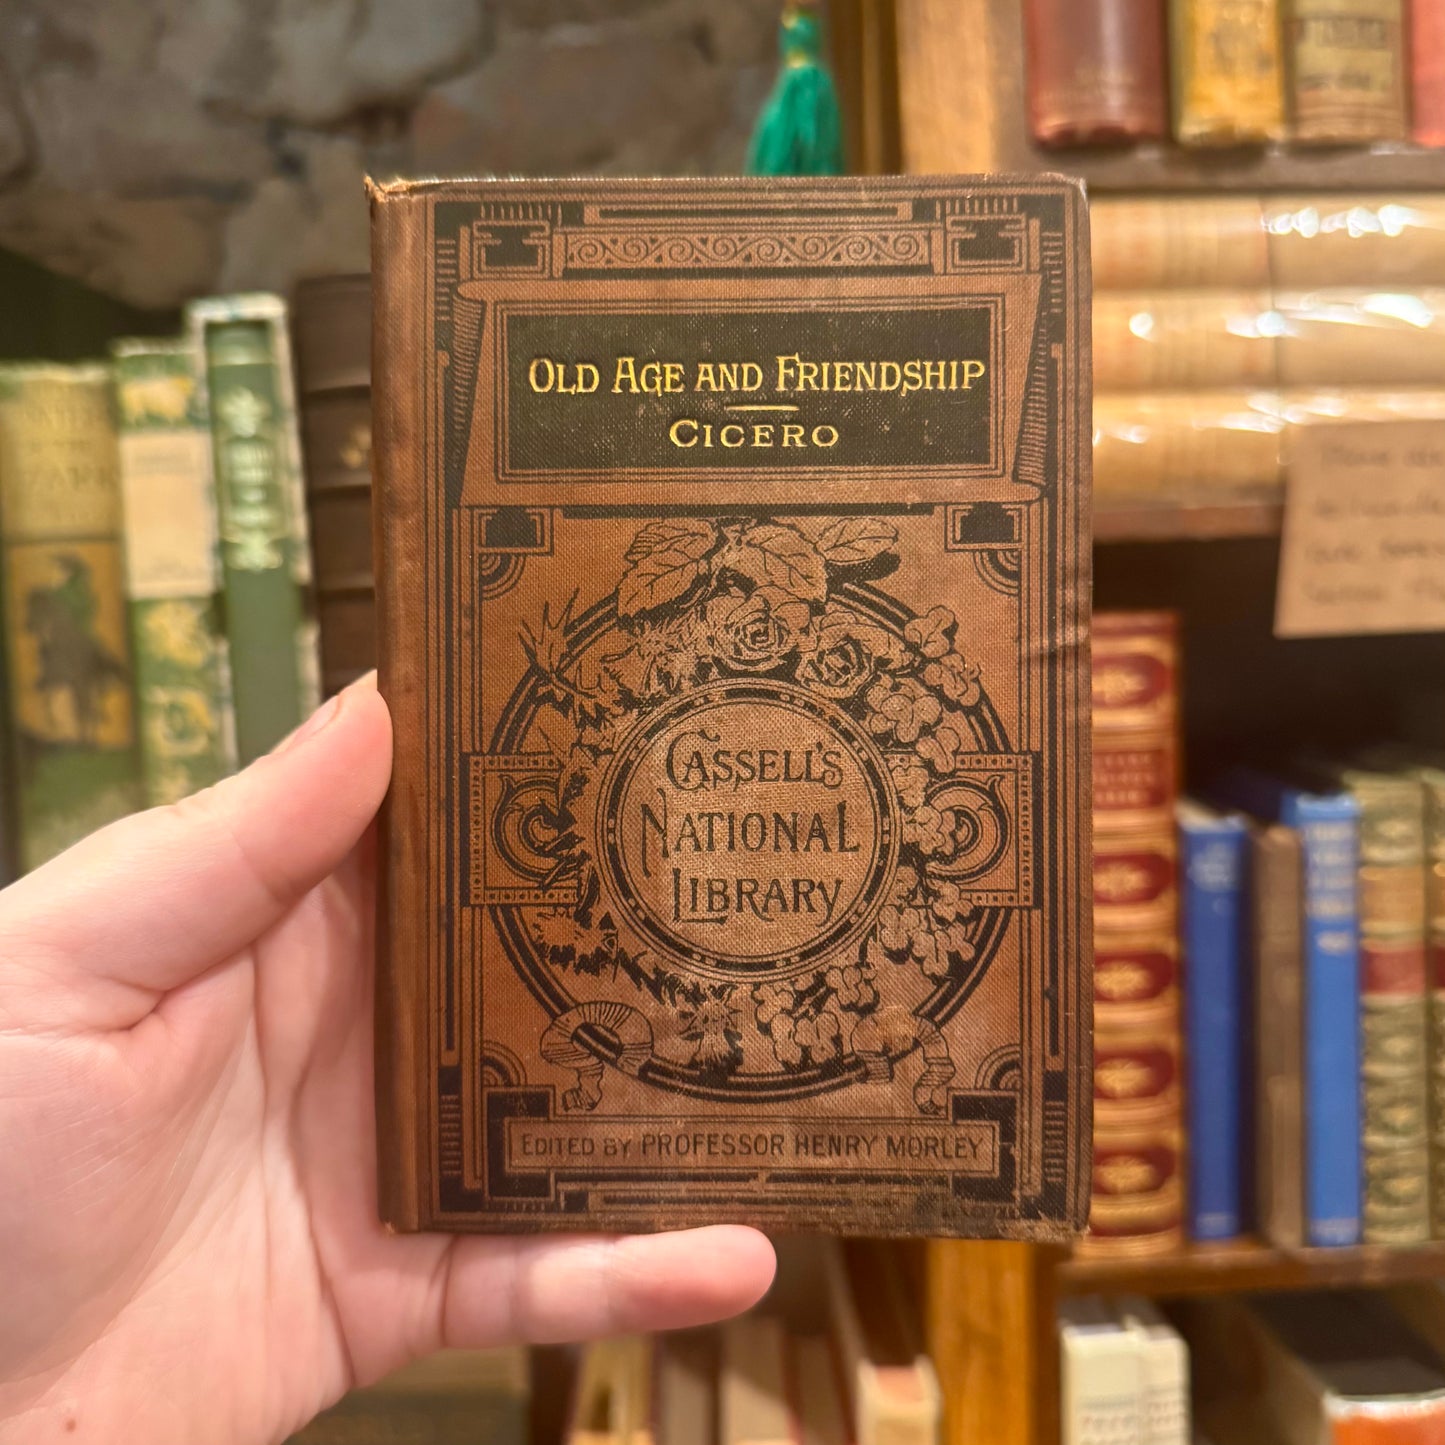 OLD AGE AND FRIENDSHIP
CICERO
CASSELL'S
NATIONAL
LIBRARY
EDITED BY PROFESSOR HENRY MORLEY